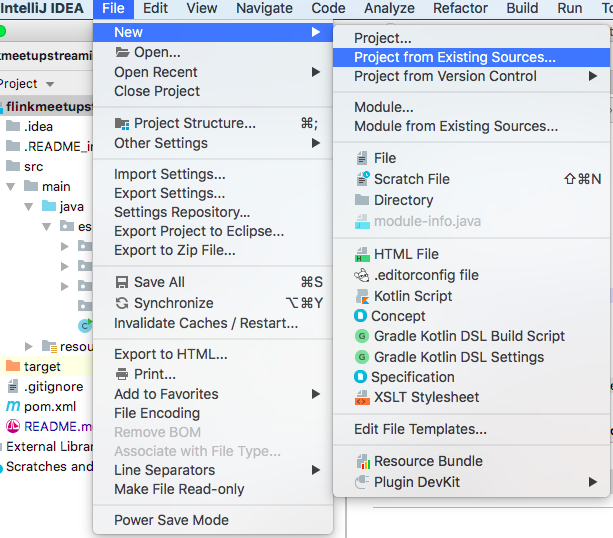 IntelliJ IDEA File Edit View Navigate Code Analyze Refactor Build Run To
kmeetupstreami
Project
flinkmeetupst
.idea
.README_in
src
main
java
es
resou
target
.gitignore
pom.xml
README.m
External Librar
Scratches and
New
Open...
Open Recent
Close Project
Project Structure... ⌘;
Other Settings
Import Settings...
Export Settings...
Settings Repository...
Export Project to Eclipse...
Export to Zip File...
Save All ⌘S
Synchronize ⌥⌘Y
Invalidate Caches / Restart...
Export to HTML...
Print...
Add to Favorites
File Encoding
Remove BOM
Associate with File Type...
Line Separators
Make File Read-only
Power Save Mode
Project...
Project from Existing Sources...
Project from Version Control
Module...
Module from Existing Sources...
File
Scratch File ⇧⌘N
Directory
module-info.java
HTML File
.editorconfig file
Kotlin Script
Concept
Gradle Kotlin DSL Build Script
Gradle Kotlin DSL Settings
Specification
XSLT Stylesheet
Edit File Templates...
Resource Bundle
Plugin DevKit